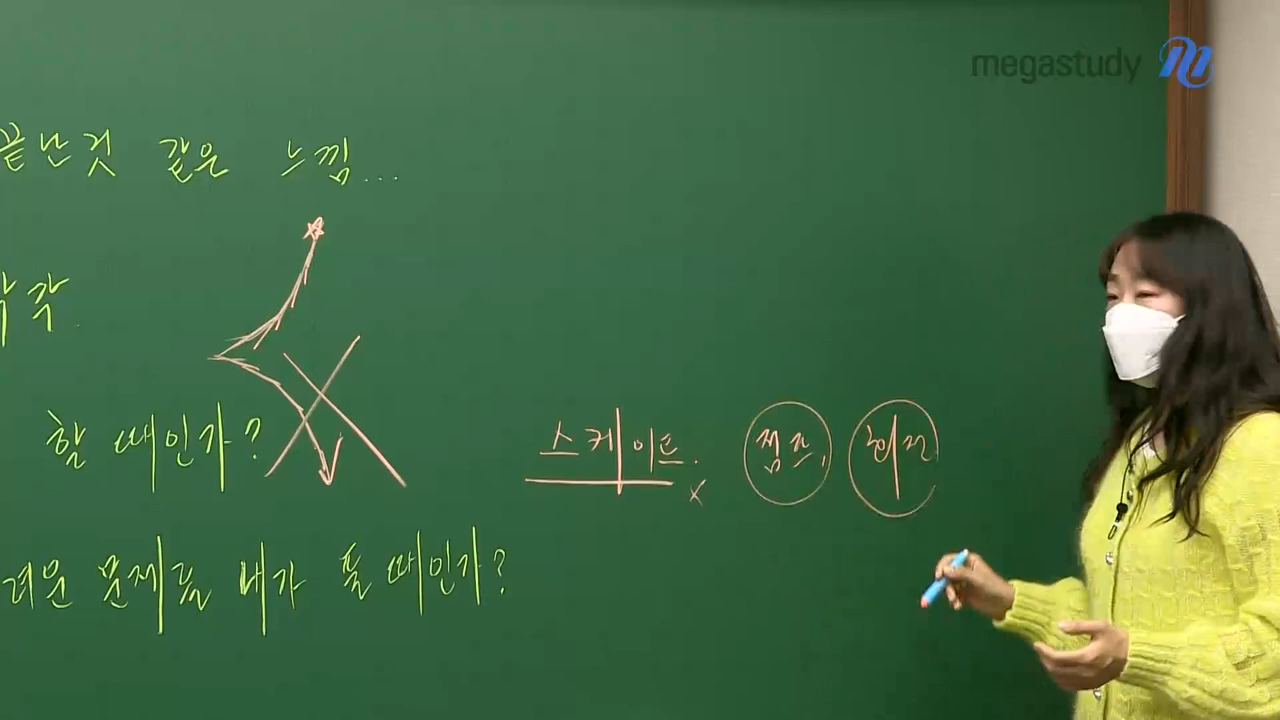 megastudy
끝난것 같은 느낌...
각.
할 때인가?
스케이트. 점프, 회전
x
려운 문제를 내가 풀 때인가?